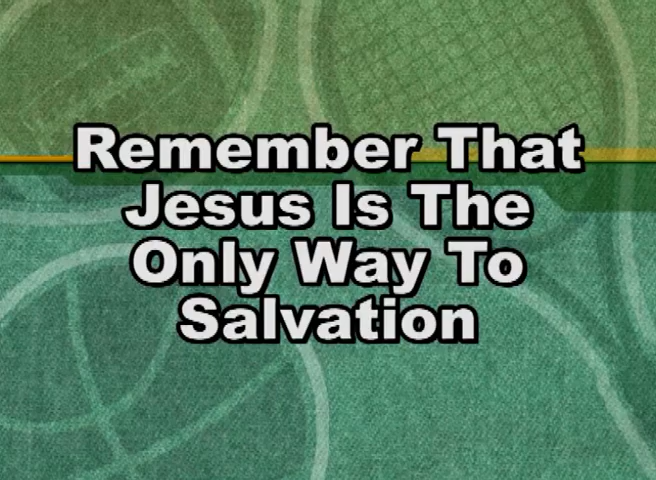 Remember That
Jesus Is The
Only Way To
Salvation